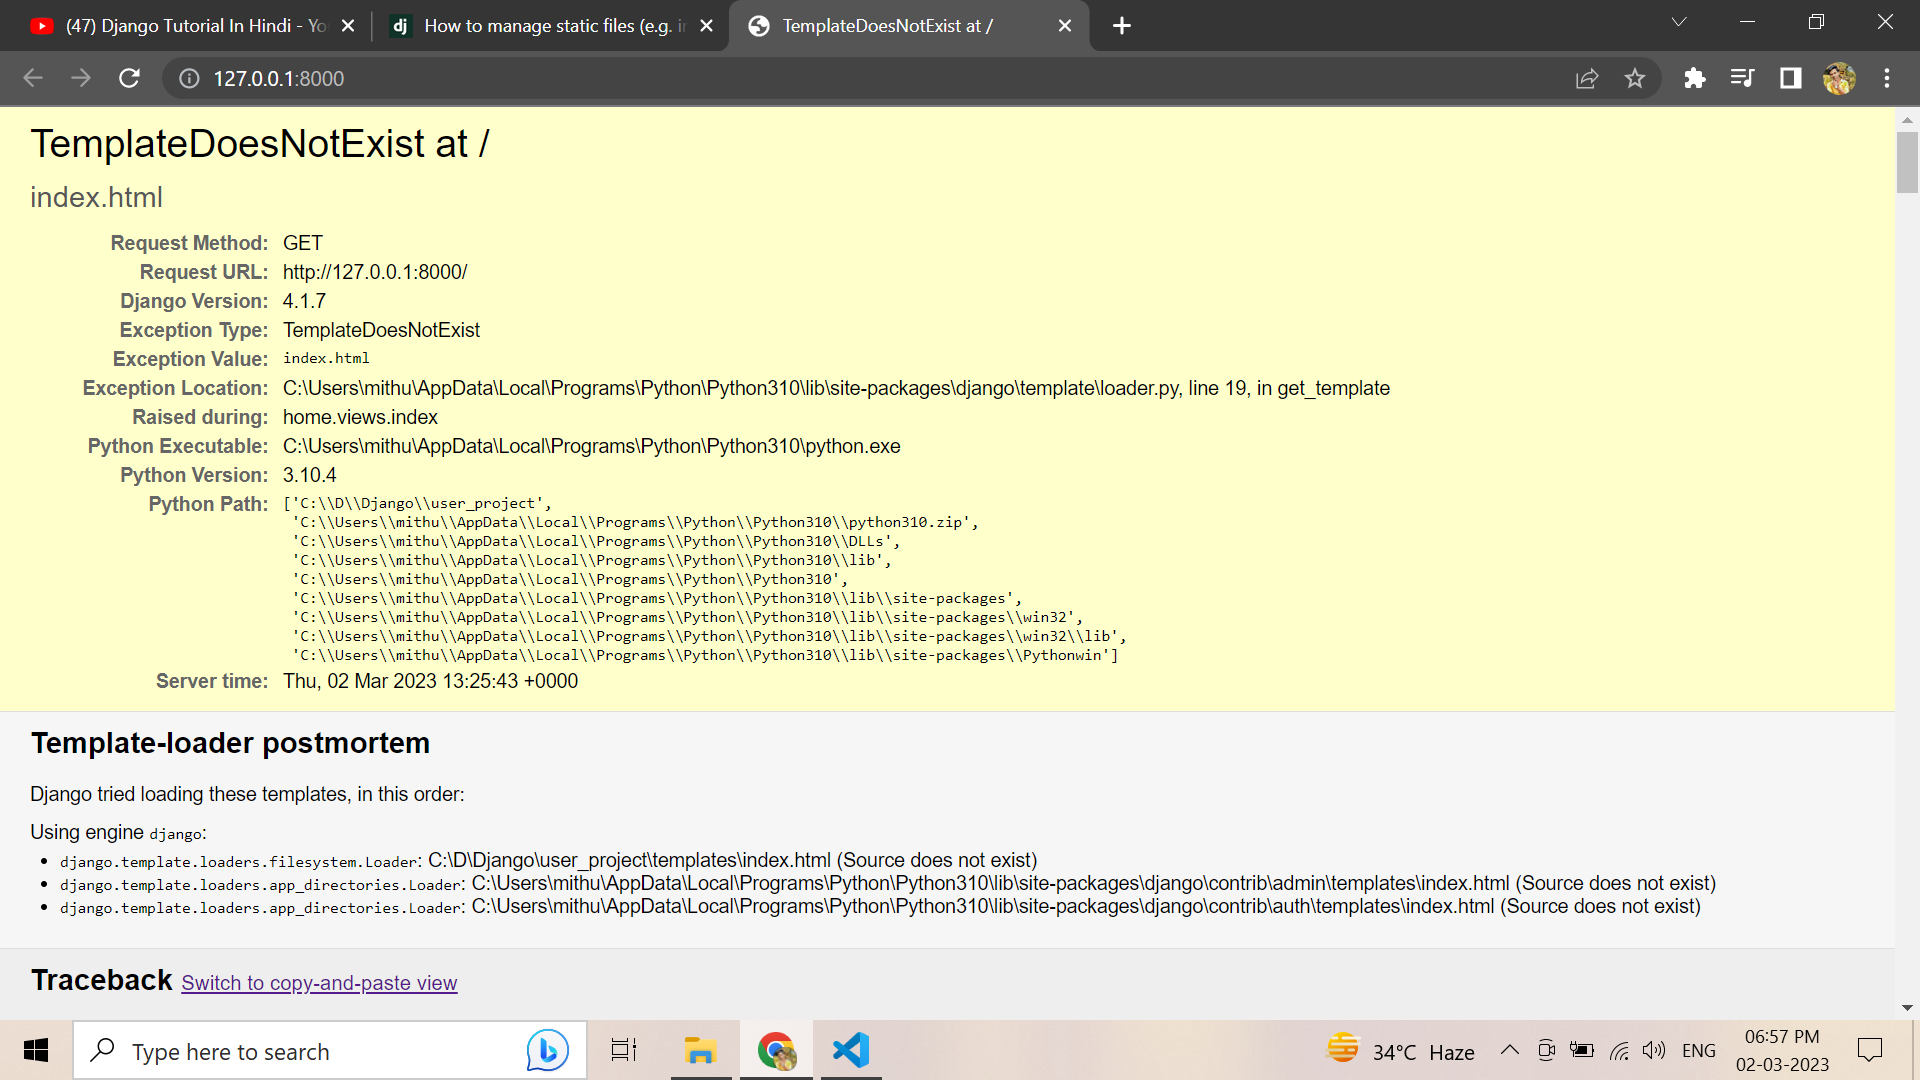 (47) Django Tutorial In Hindi - Yo
How to manage static files (e.g. i
TemplateDoesNotExist at /
127.0.0.1:8000
TemplateDoesNotExist at /
index.html
Request Method: GET
Request URL: http://127.0.0.1:8000/
Django Version: 4.1.7
Exception Type: TemplateDoesNotExist
Exception Value: index.html
Exception Location: C:\Users\mithu\AppData\Local\Programs\Python\Python310\lib\site-packages\django\template\loader.py, line 19, in get_template
Raised during: home.views.index
Python Executable: C:\Users\mithu\AppData\Local\Programs\Python\Python310\python.exe
Python Version: 3.10.4
Python Path: ['C:\\D\\Django\\user_project',
'C:\\Users\\mithu\\AppData\\Local\\Programs\\Python\\Python310\\python310.zip',
'C:\\Users\\mithu\\AppData\\Local\\Programs\\Python\\Python310\\DLLs',
'C:\\Users\\mithu\\AppData\\Local\\Programs\\Python\\Python310\\lib',
'C:\\Users\\mithu\\AppData\\Local\\Programs\\Python\\Python310',
'C:\\Users\\mithu\\AppData\\Local\\Programs\\Python\\Python310\\lib\\site-packages',
'C:\\Users\\mithu\\AppData\\Local\\Programs\\Python\\Python310\\lib\\site-packages\\win32',
'C:\\Users\\mithu\\AppData\\Local\\Programs\\Python\\Python310\\lib\\site-packages\\win32\\lib',
'C:\\Users\\mithu\\AppData\\Local\\Programs\\Python\\Python310\\lib\\site-packages\\Pythonwin']
Server time: Thu, 02 Mar 2023 13:25:43 +0000
Template-loader postmortem
Django tried loading these templates, in this order:
Using engine django:
• django.template.loaders.filesystem.Loader: C:\D\Django\user_project\templates\index.html (Source does not exist)
• django.template.loaders.app_directories.Loader: C:\Users\mithu\AppData\Local\Programs\Python\Python310\lib\site-packages\django\contrib\admin\templates\index.html (Source does not exist)
• django.template.loaders.app_directories.Loader: C:\Users\mithu\AppData\Local\Programs\Python\Python310\lib\site-packages\django\contrib\auth\templates\index.html (Source does not exist)
Traceback Switch to copy-and-paste view
Type here to search
34°C Haze
ENG
06:57 PM
02-03-2023